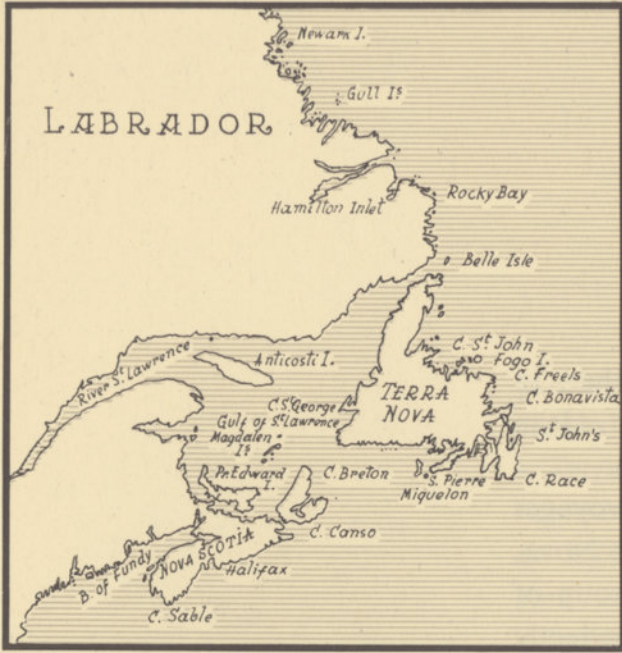 Newark I.
Gull Is
LABRADOR
Hamilton Inlet
Rocky Bay
Belle Isle
River St. Lawrence
Anticosti I.
C. St John
Fogo I.
C. Freels
TERRA
NOVA
C. Bonavista
C. St. George
Gulf of St. Lawrence
Magdalen
Is
St John's
Pr. Edward
I.
C. Breton
S. Pierre
Miquelon
C. Race
C. Canso
NOVA SCOTIA
B. of Fundy
Halifax
C. Sable